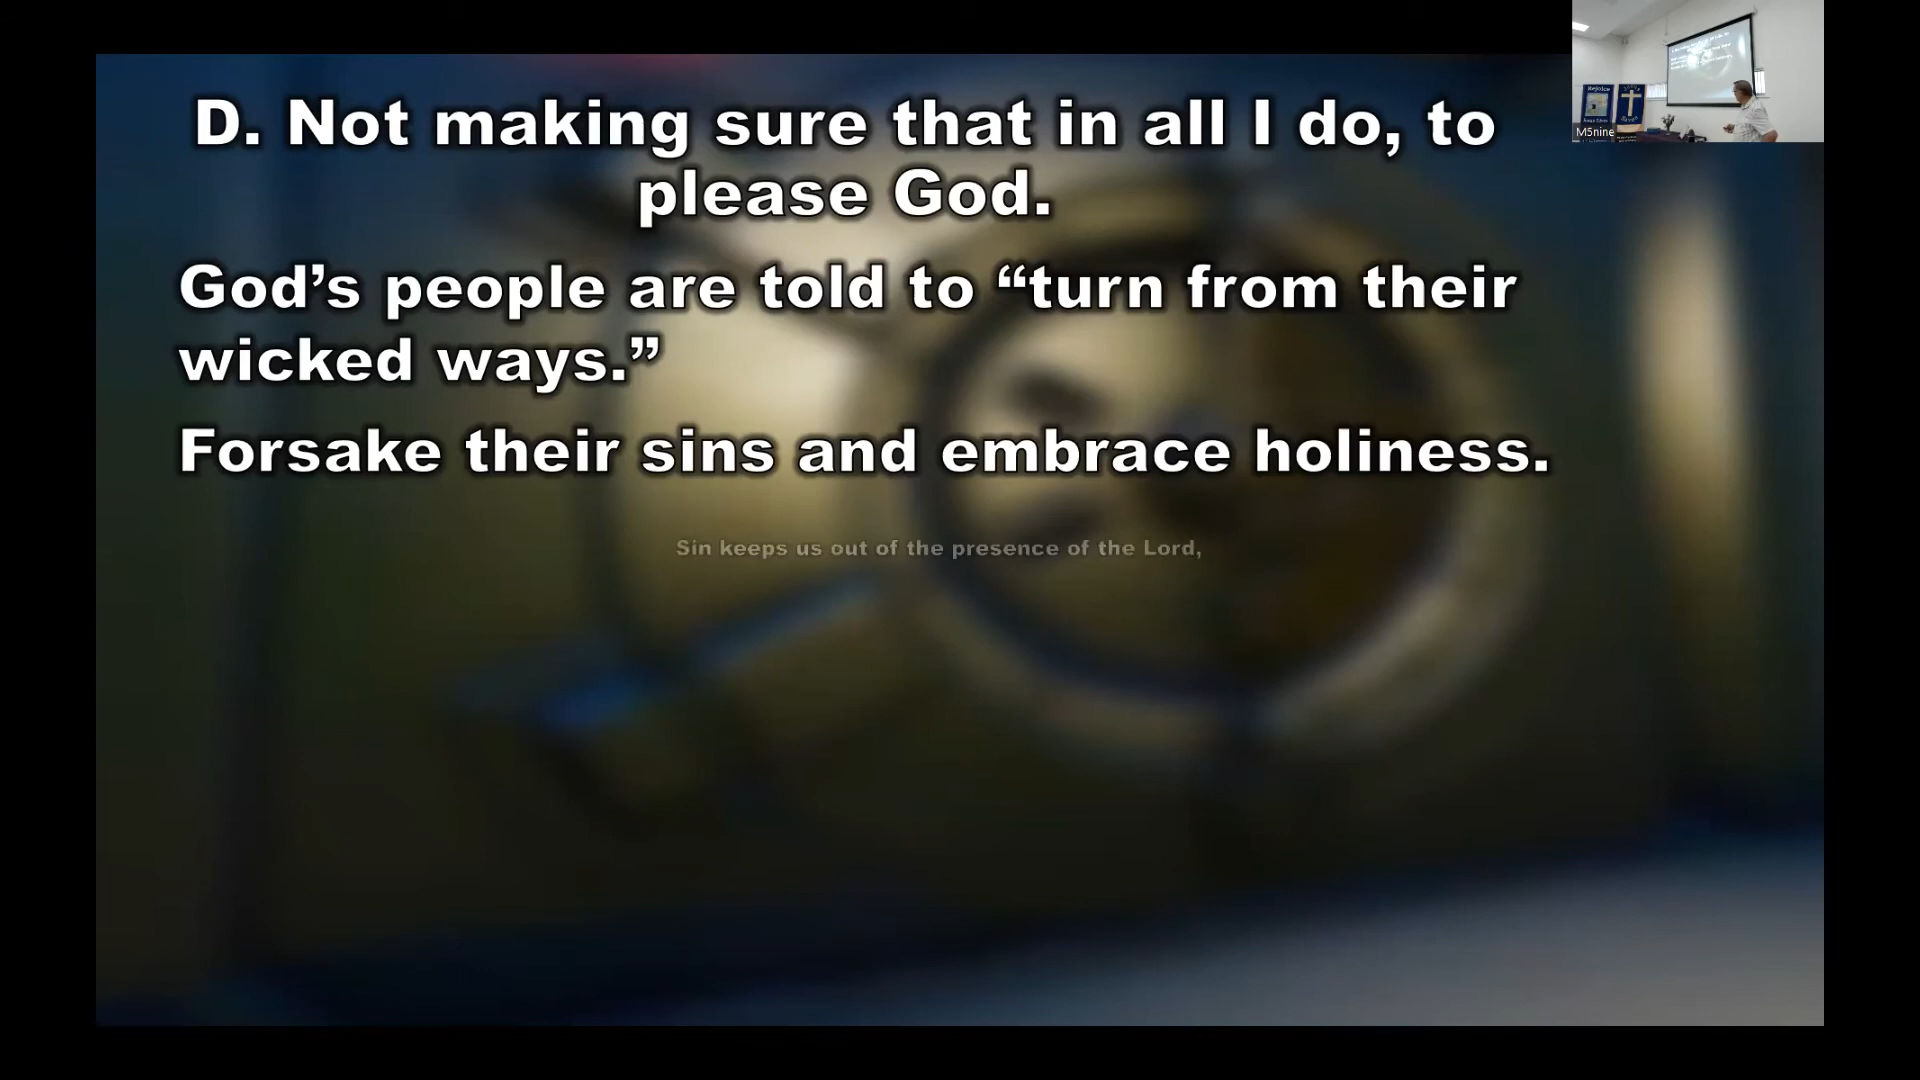 D. Not making sure that in all I do, to
please God.
God’s people are told to “turn from their
wicked ways.”
Forsake their sins and embrace holiness.
Sin keeps us out of the presence of the Lord,
Rejoice
M5nine